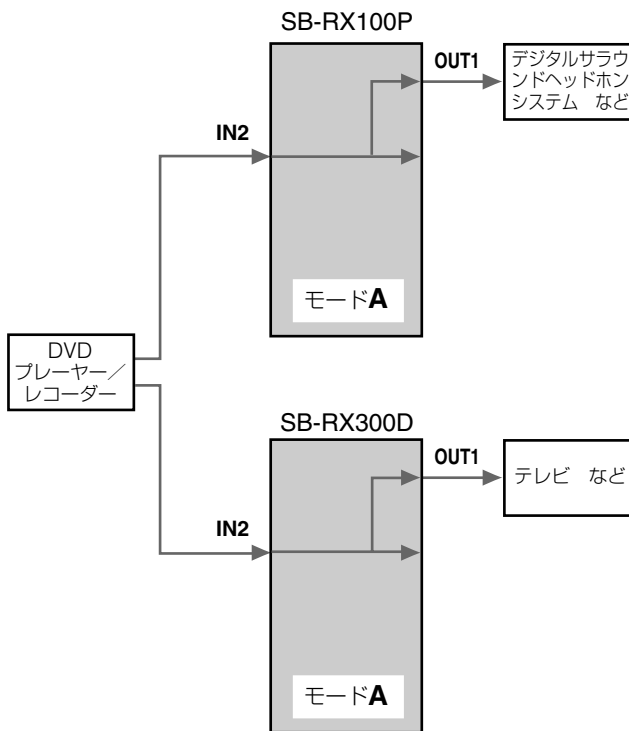 SB-RX100P
OUT1
デジタルサラウ
ンドヘッドホン
システム など
IN2
モードA
DVD
プレーヤー／
レコーダー
SB-RX300D
OUT1
テレビ など
IN2
モードA